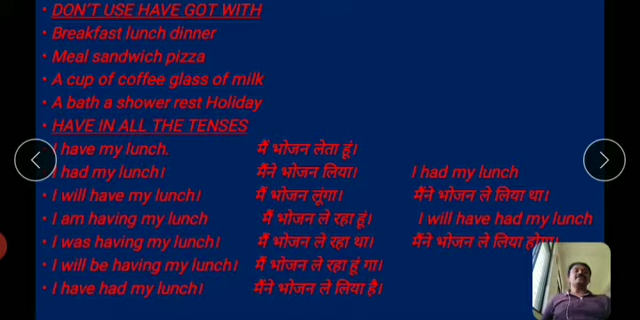 • DON'T USE HAVE GOT WITH
• Breakfast lunch dinner
• Meal sandwich pizza
• A cup of coffee glass of milk
• A bath a shower rest Holiday
• HAVE IN ALL THE TENSES
I have my lunch. मैं भोजन लेता हूं।
I had my lunch। मैंने भोजन लिया। I had my lunch
• I will have my lunch। मैं भोजन लूंगा। मैंने भोजन ले लिया था।
• I am having my lunch मैं भोजन ले रहा हूं। I will have had my lunch
• I was having my lunch। मैं भोजन ले रहा था। मैंने भोजन ले लिया होगा।
• I will be having my lunch। मैं भोजन ले रहा हूं गा।
• I have had my lunch। मैंने भोजन ले लिया है।